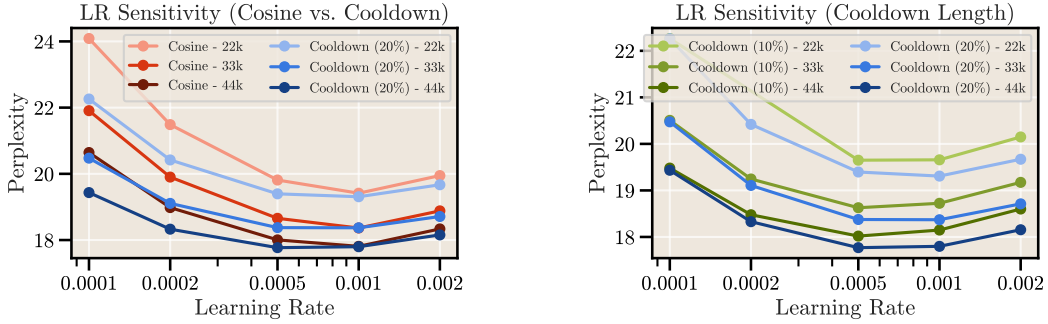 LR Sensitivity (Cosine vs. Cooldown)
Perplexity
24
22
20
18
Cosine - 22k
Cosine - 33k
Cosine - 44k
Cooldown (20%) - 22k
Cooldown (20%) - 33k
Cooldown (20%) - 44k
0.0001
0.0002
0.0005
0.001
0.002
Learning Rate
LR Sensitivity (Cooldown Length)
Perplexity
22
21
20
19
18
Cooldown (10%) - 22k
Cooldown (10%) - 33k
Cooldown (10%) - 44k
Cooldown (20%) - 22k
Cooldown (20%) - 33k
Cooldown (20%) - 44k
0.0001
0.0002
0.0005
0.001
0.002
Learning Rate